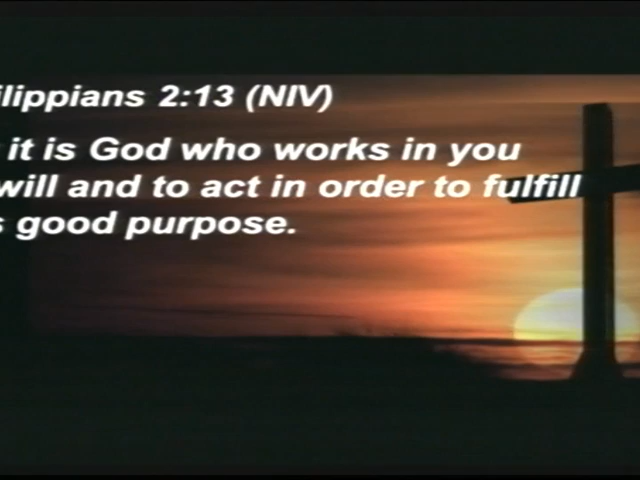 ilippians 2:13 (NIV)
it is God who works in you
will and to act in order to fulfill
s good purpose.